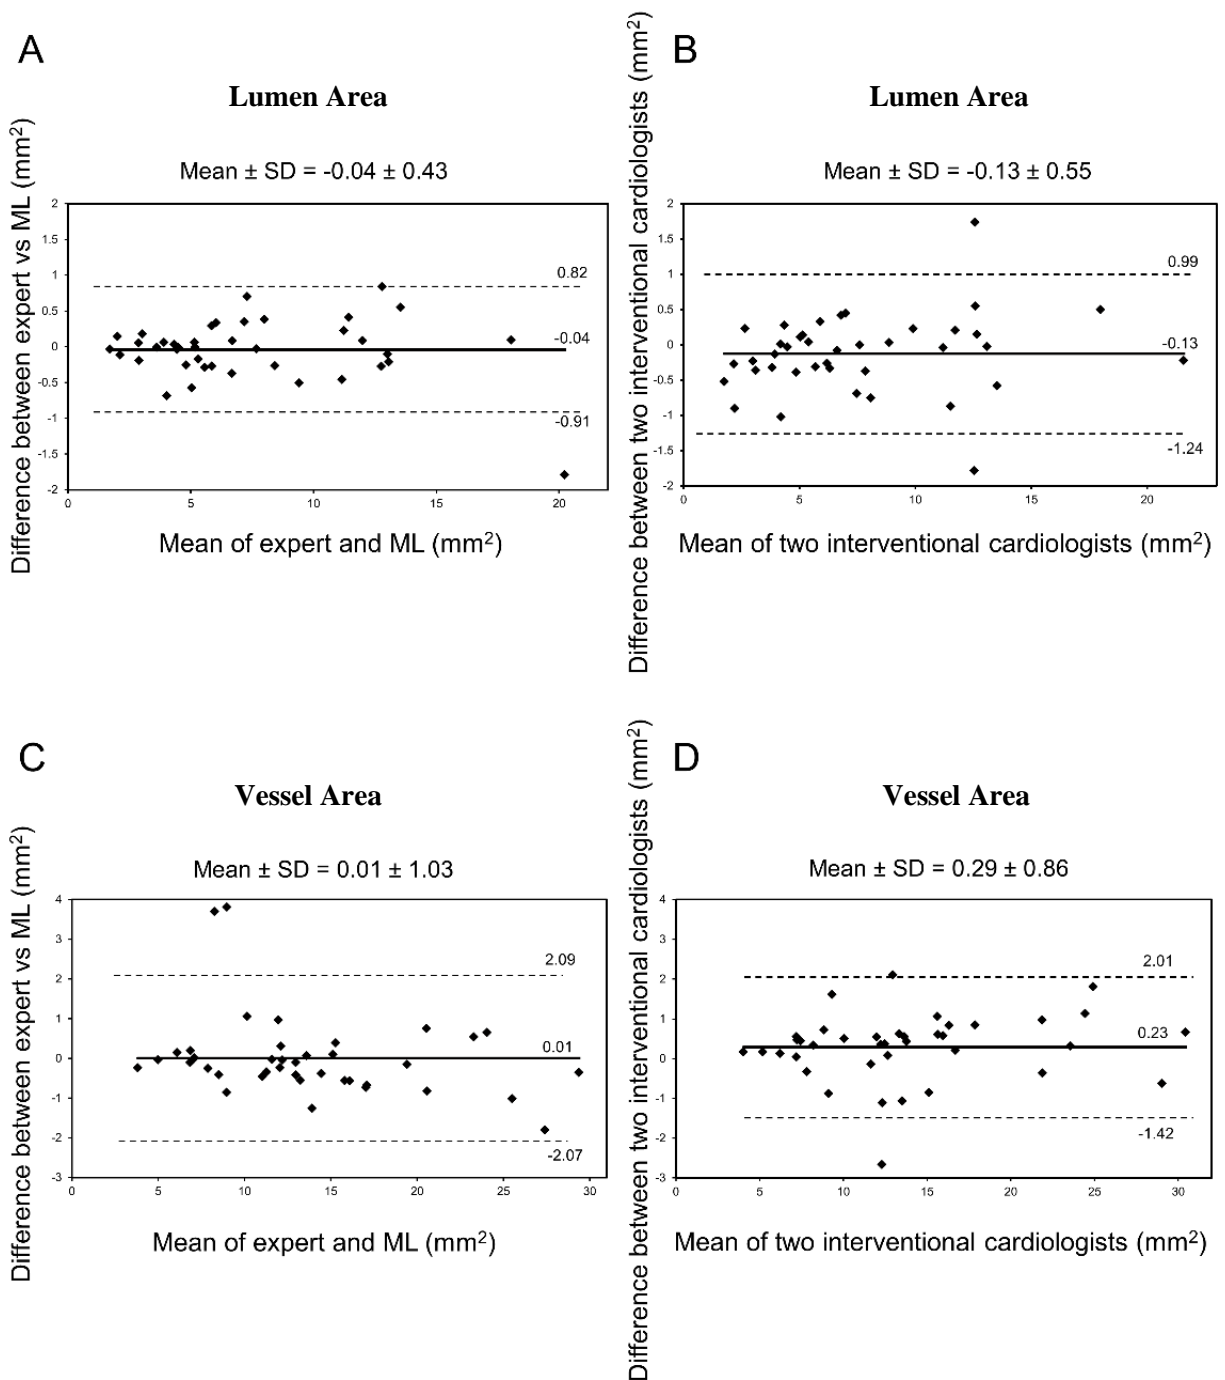 A
Lumen Area
Mean ± SD = -0.04 ± 0.43
Difference between expert vs ML (mm²)
2
1.5
1
0.5
0
-0.5
-1
-1.5
-2
0.82
-0.04
-0.91
0 5 10 15 20
Mean of expert and ML (mm²)
B
Lumen Area
Mean ± SD = -0.13 ± 0.55
Difference between two interventional cardiologists (mm²)
2
1.5
1
0.5
0
-0.5
-1
-1.5
-2
0.99
-0.13
-1.24
0 5 10 15 20
Mean of two interventional cardiologists (mm²)
C
Vessel Area
Mean ± SD = 0.01 ± 1.03
Difference between expert vs ML (mm²)
4
3
2
1
0
-1
-2
-3
2.09
0.01
-2.07
0 5 10 15 20 25 30
Mean of expert and ML (mm²)
D
Vessel Area
Mean ± SD = 0.29 ± 0.86
Difference between two interventional cardiologists (mm²)
4
3
2
1
0
-1
-2
-3
2.01
0.23
-1.42
0 5 10 15 20 25 30
Mean of two interventional cardiologists (mm²)